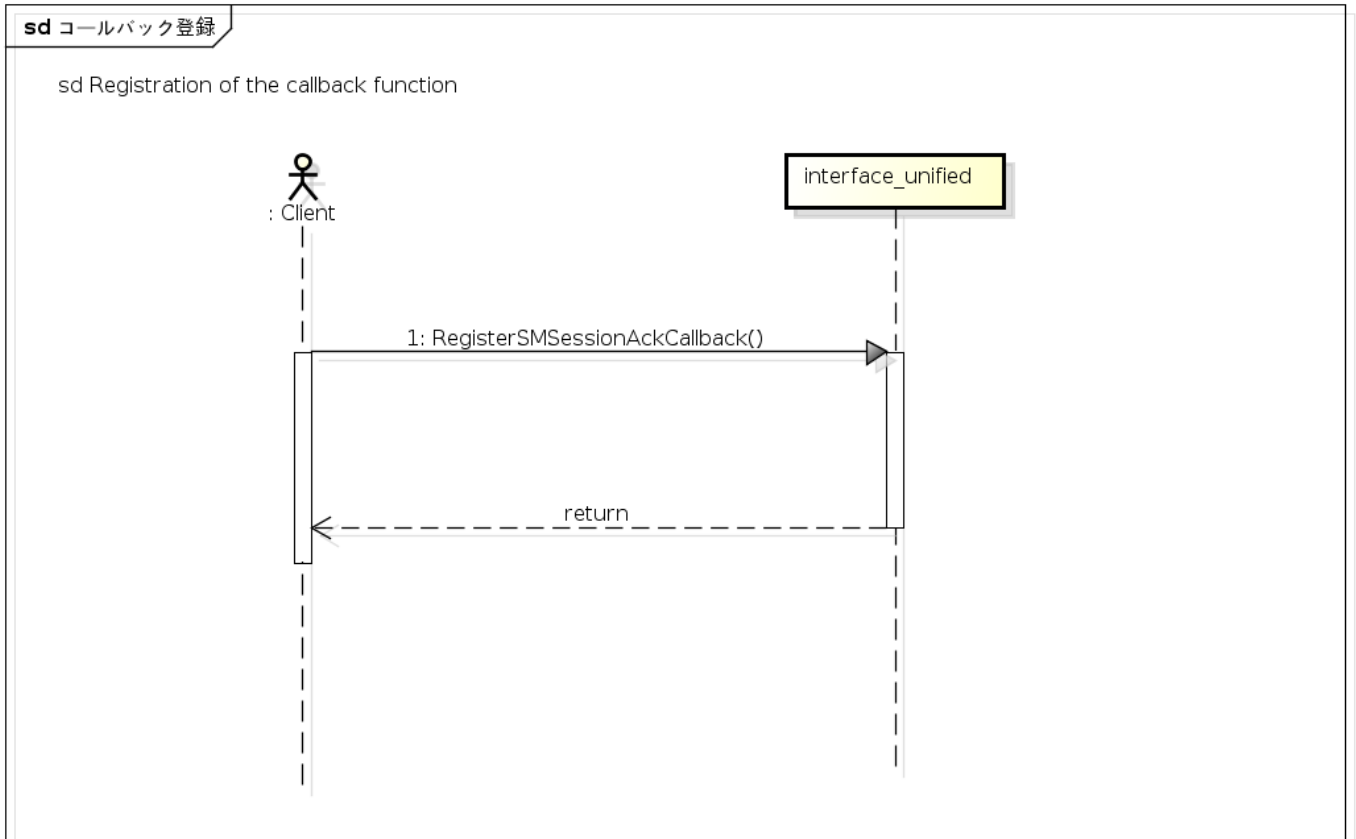 sd コールバック登録
sd Registration of the callback function
: Client
interface_unified
1: RegisterSMSessionAckCallback()
return